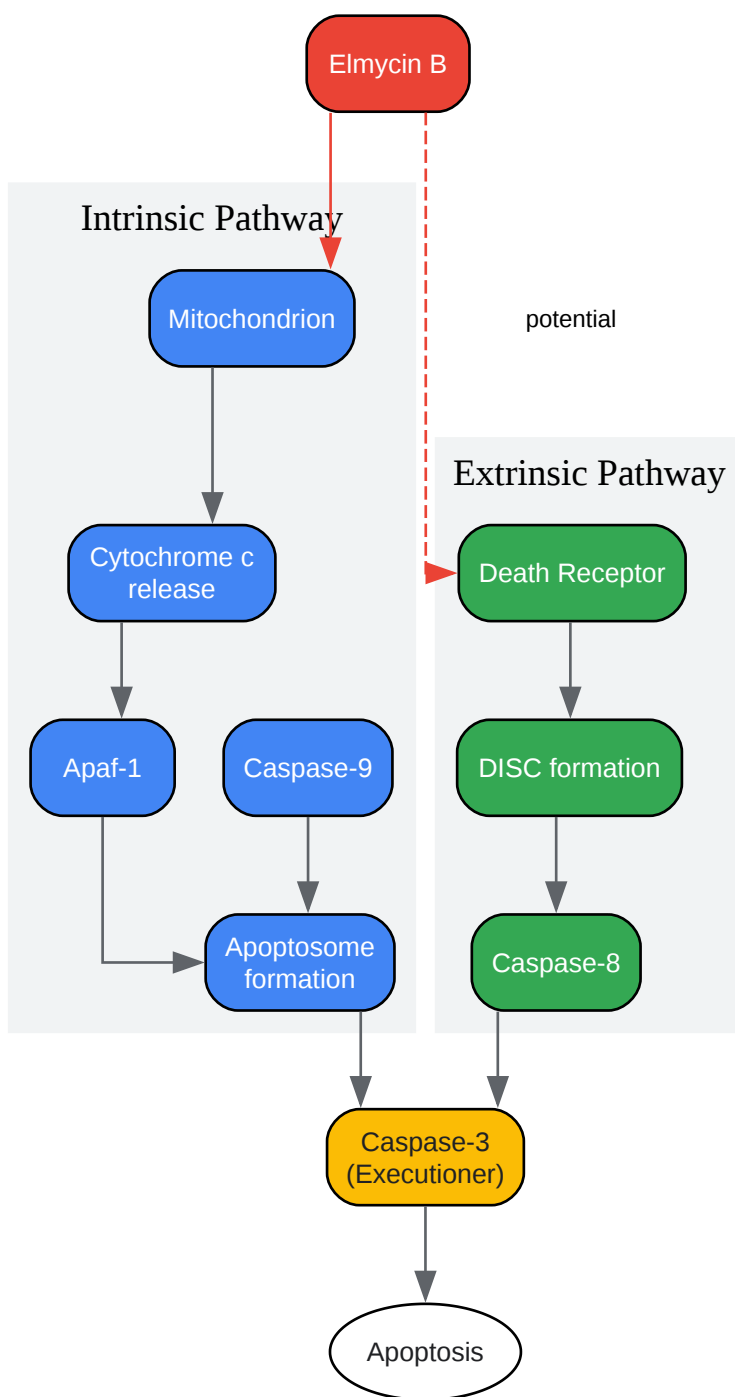 Elmycin B
Intrinsic Pathway
Mitochondrion
potential
Extrinsic Pathway
Cytochrome c
release
Death Receptor
Apaf-1
Caspase-9
DISC formation
Apoptosome
formation
Caspase-8
Caspase-3
(Executioner)
Apoptosis